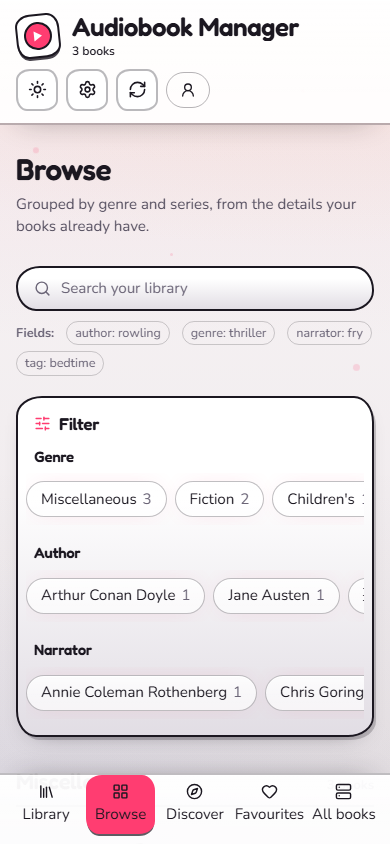 Audiobook Manager
3 books
Browse
Grouped by genre and series, from the details your
books already have.
Search your library
Fields: author: rowling genre: thriller narrator: fry
tag: bedtime
Filter
Genre
Miscellaneous 3 Fiction 2 Children's
Author
Arthur Conan Doyle 1 Jane Austen 1
Narrator
Annie Coleman Rothenberg 1 Chris Goring
Library Browse Discover Favourites All books